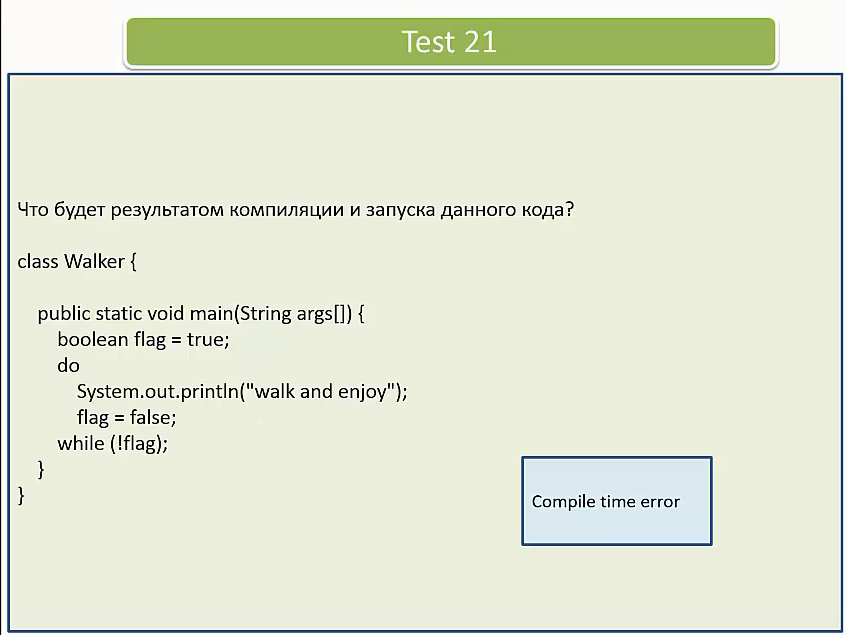 Test 21
Что будет результатом компиляции и запуска данного кода?
class Walker {
public static void main(String args[]) {
boolean flag = true;
do
System.out.println("walk and enjoy");
flag = false;
while (!flag);
}
}
Compile time error